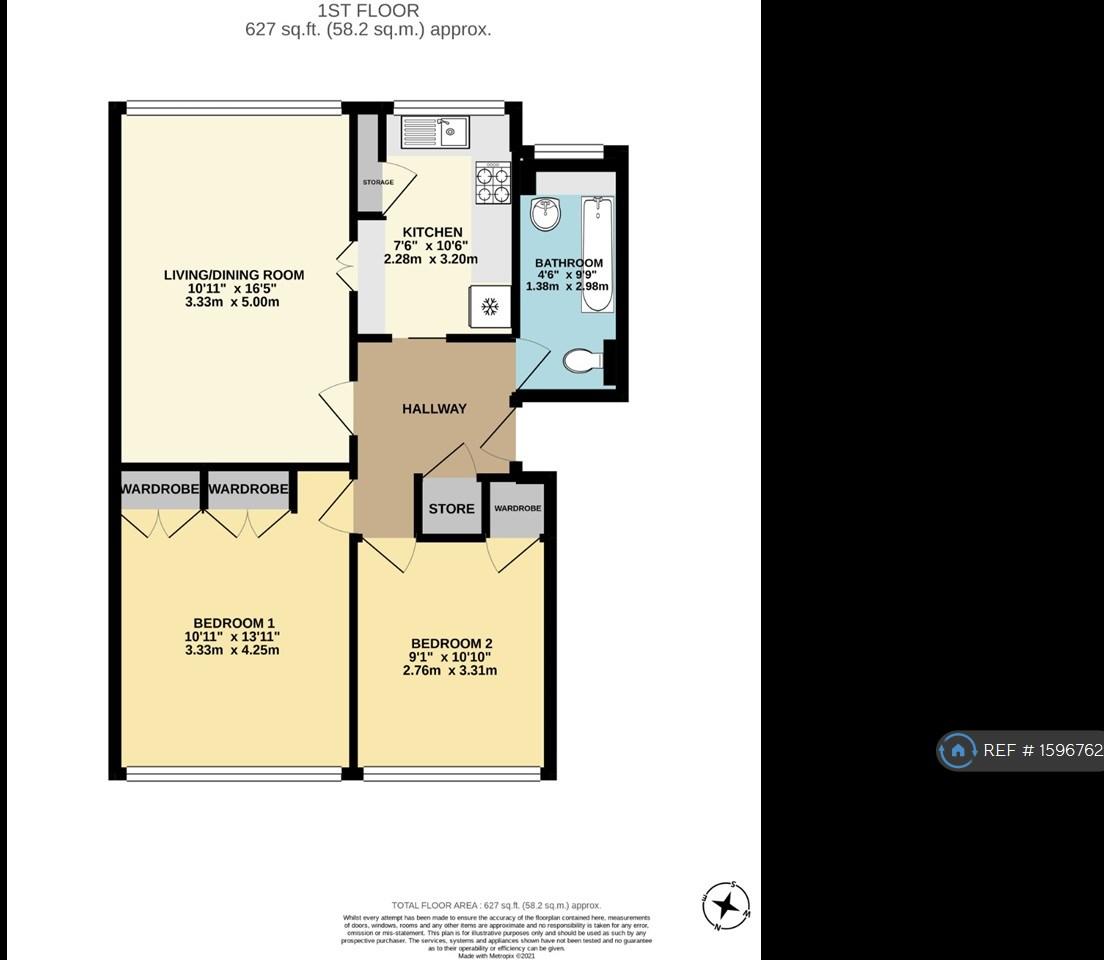 1ST FLOOR
627 sq.ft. (58.2 sq.m.) approx.
STORAGE
KITCHEN
7'6" x 10'6"
2.28m x 3.20m
LIVING/DINING ROOM
10'11" x 16'5"
3.33m x 5.00m
BATHROOM
4'6" x 9'9"
1.38m x 2.98m
HALLWAY
WARDROBE
WARDROBE
STORE
WARDROBE
BEDROOM 1
10'11" x 13'11"
3.33m x 4.25m
BEDROOM 2
9'1" x 10'10"
2.76m x 3.31m
REF # 1596762
S
E
W
N
TOTAL FLOOR AREA : 627 sq.ft. (58.2 sq.m.) approx.
Whilst every attempt has been made to ensure the accuracy of the floorplan contained here, measurements
of doors, windows, rooms and any other items are approximate and no responsibility is taken for any error,
omission or mis-statement. This plan is for illustrative purposes only and should be used as such by any
prospective purchaser. The services, systems and appliances shown have not been tested and no guarantee
as to their operability or efficiency can be given.
Made with Metropix ©2021